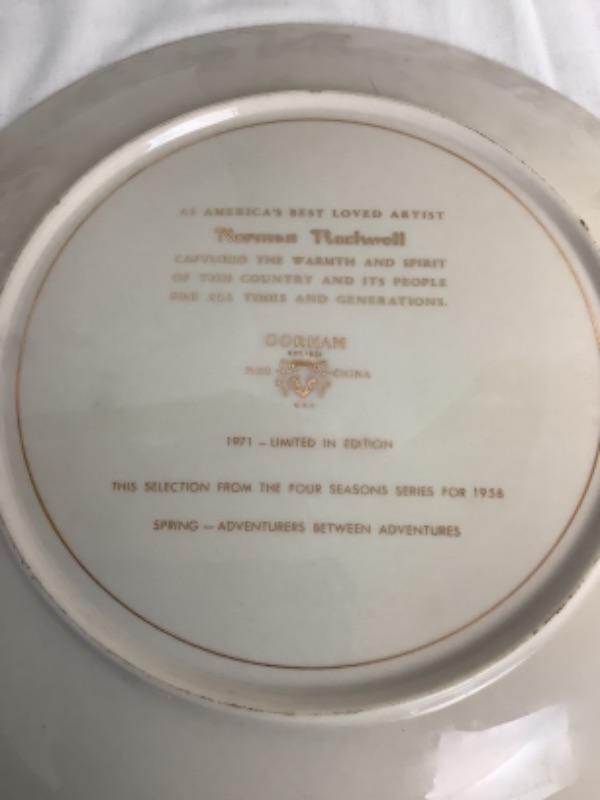 AS AMERICA'S BEST LOVED ARTIST
Norman Rockwell
CAPTURED THE WARMTH AND SPIRIT
OF THIS COUNTRY AND ITS PEOPLE
FOR ALL TIMES AND GENERATIONS.
GORHAM
FINE CHINA
U.S.A.
1971 – LIMITED IN EDITION
THIS SELECTION FROM THE FOUR SEASONS SERIES FOR 1958
SPRING – ADVENTURERS BETWEEN ADVENTURES